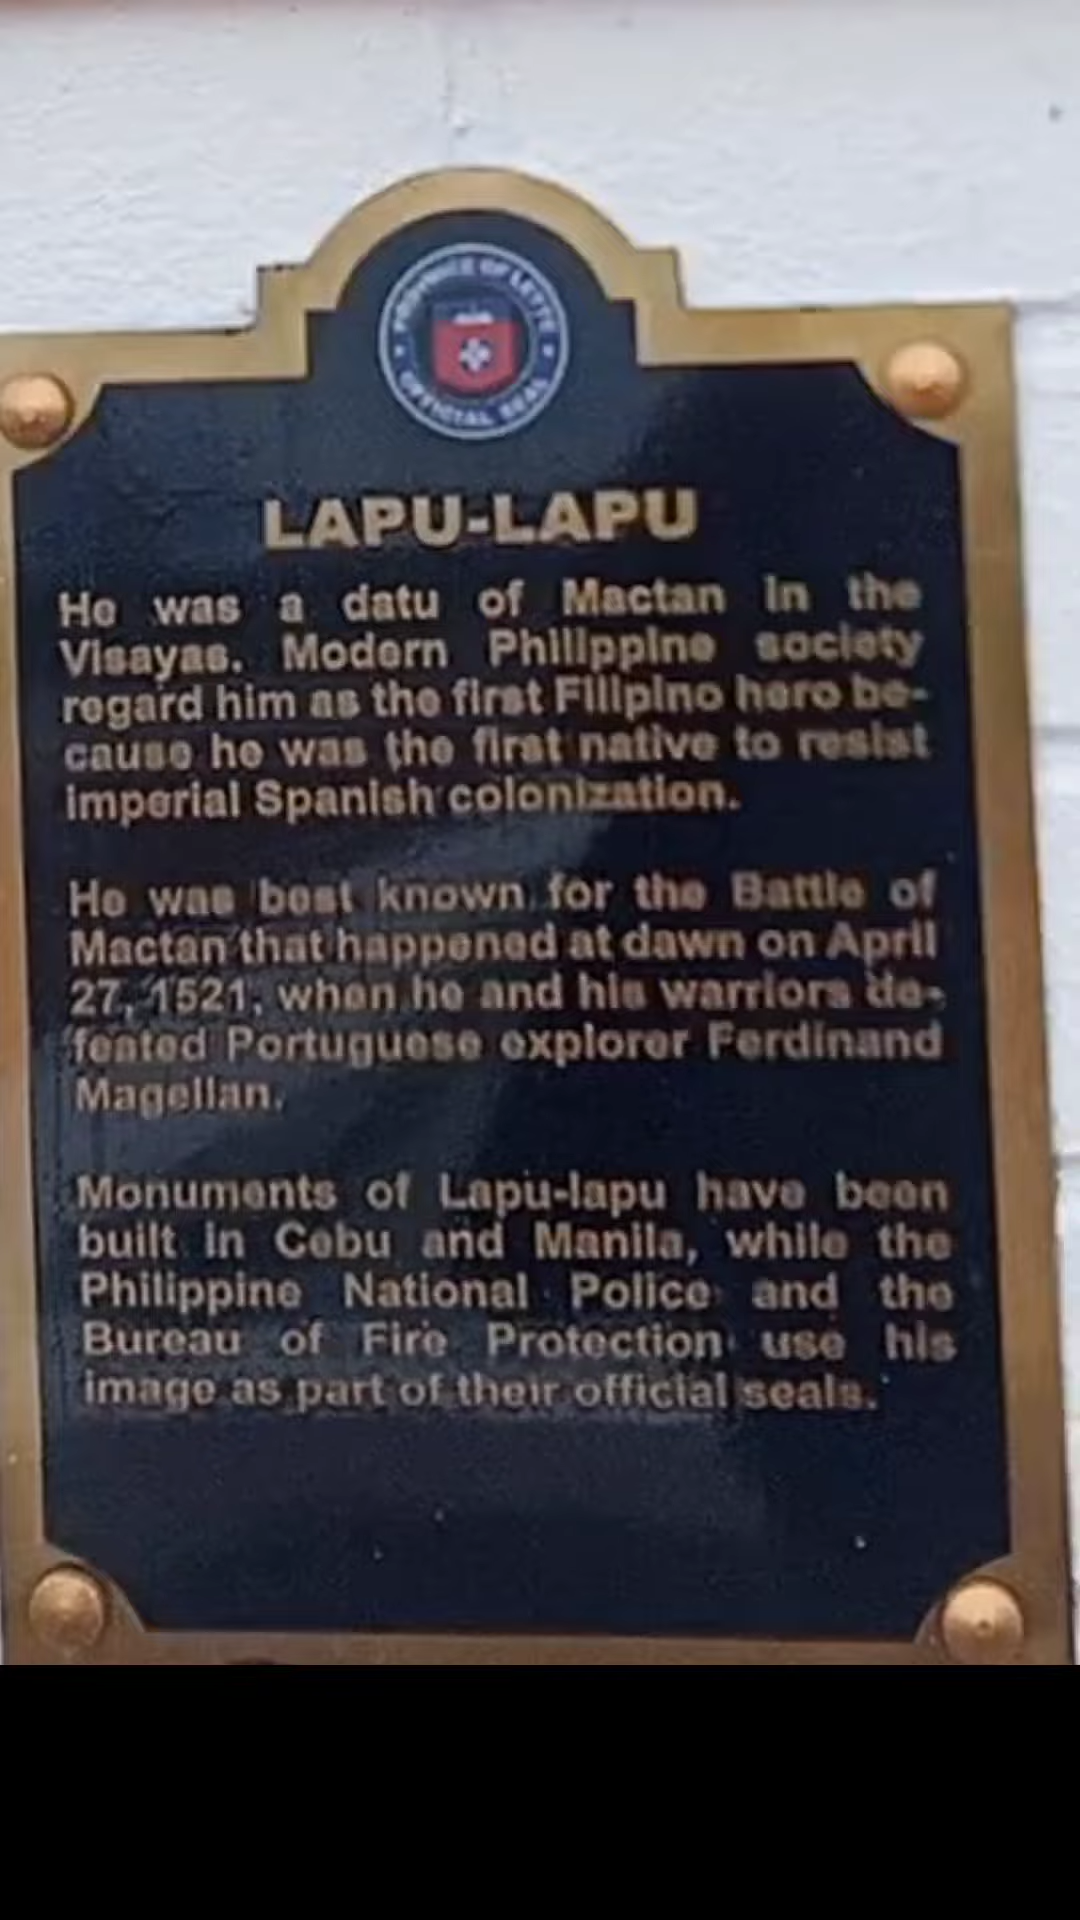 PROVINCE OF LEYTE
OFFICIAL SEAL
LAPU-LAPU
He was a datu of Mactan in the
Visayas. Modern Philippine society
regard him as the first Filipino hero be-
cause he was the first native to resist
imperial Spanish colonization.
He was best known for the Battle of
Mactan that happened at dawn on April
27, 1521, when he and his warriors de-
feated Portuguese explorer Ferdinand
Magellan.
Monuments of Lapu-lapu have been
built in Cebu and Manila, while the
Philippine National Police and the
Bureau of Fire Protection use his
image as part of their official seals.